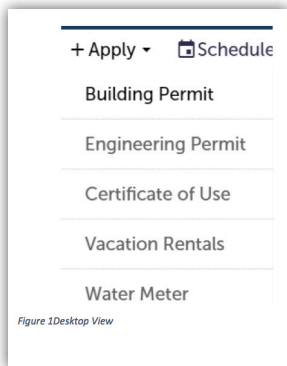 + Apply Schedule
Building Permit
Engineering Permit
Certificate of Use
Vacation Rentals
Water Meter
Figure 1Desktop View